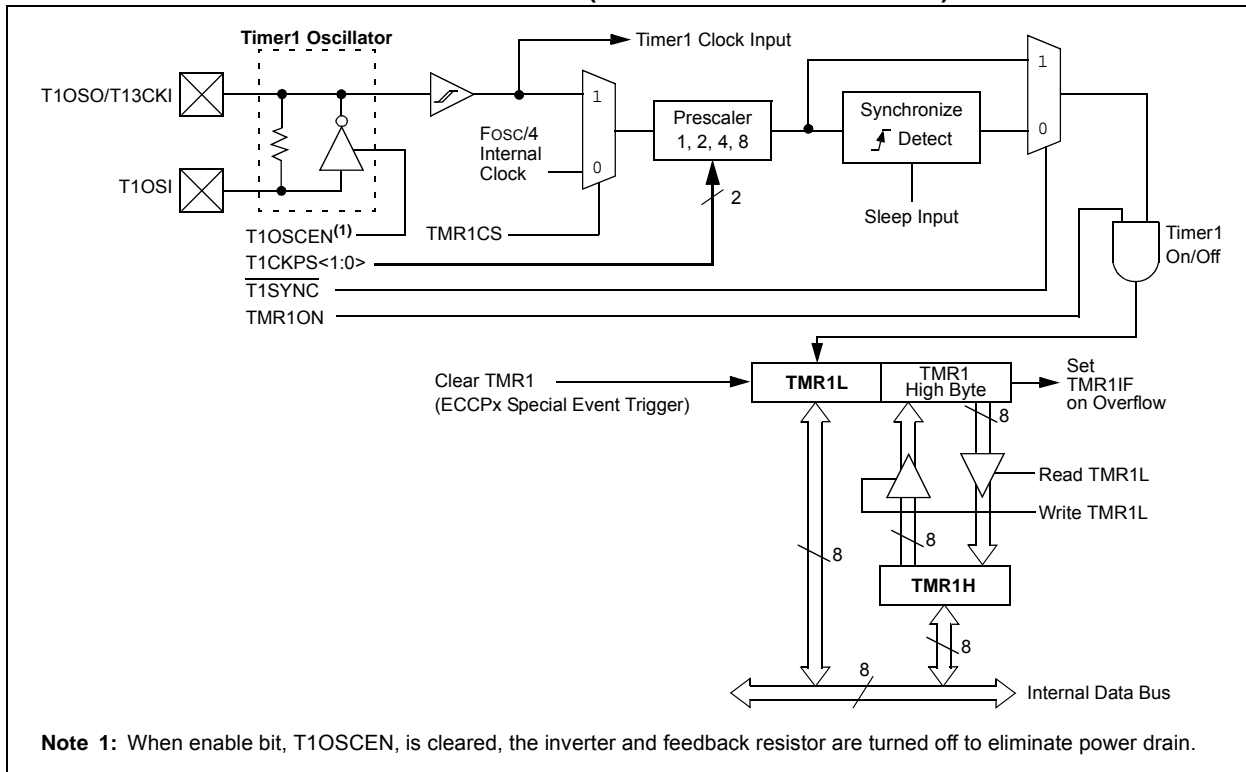 Timer1 Oscillator
Timer1 Clock Input
T1OSO/T13CKI
T1OSI
FOSC/4
Internal
Clock
1
0
Prescaler
1, 2, 4, 8
2
Synchronize
Detect
Sleep Input
1
0
T1OSCEN(1)
TMR1CS
T1CKPS<1:0>
T1SYNC
TMR1ON
Timer1
On/Off
Clear TMR1
(ECCPx Special Event Trigger)
TMR1L
TMR1
High Byte
Set
TMR1IF
on Overflow
8
Read TMR1L
Write TMR1L
8
8
TMR1H
8
8
Internal Data Bus
Note 1: When enable bit, T1OSCEN, is cleared, the inverter and feedback resistor are turned off to eliminate power drain.